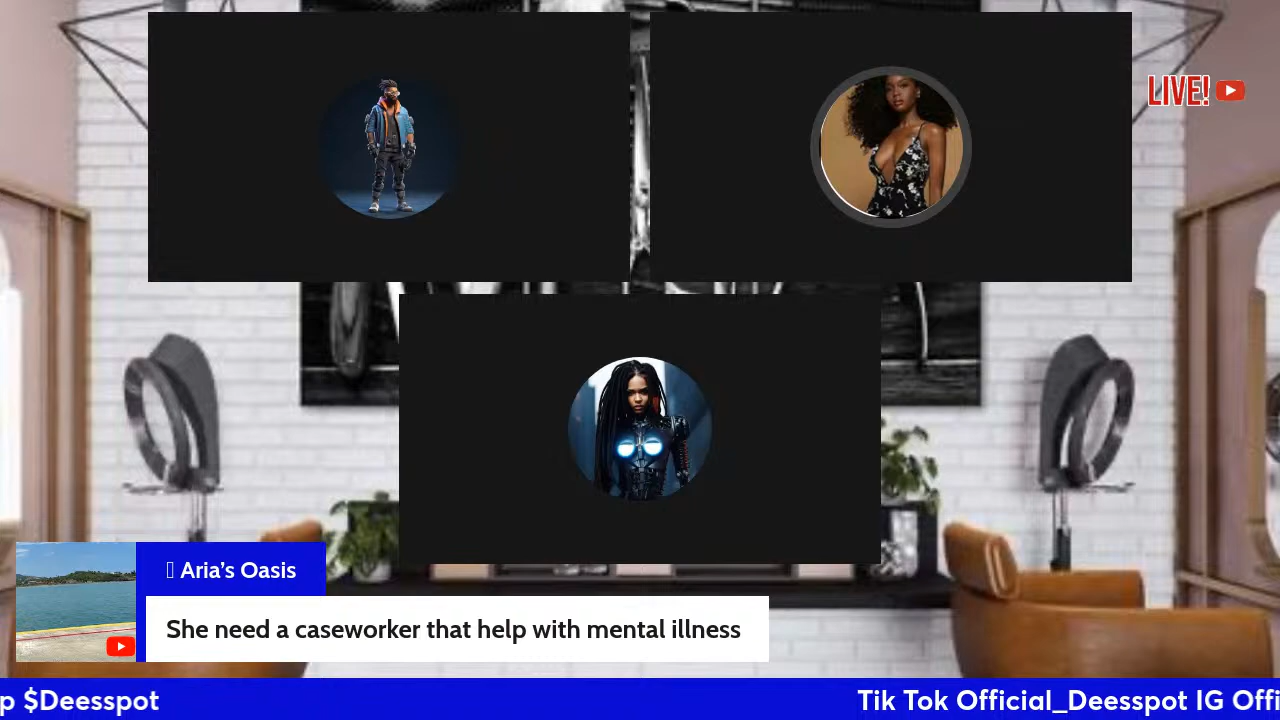 LIVE!
Aria's Oasis
She need a caseworker that help with mental illness
p $Deesspot
Tik Tok Official_Deesspot IG Offi